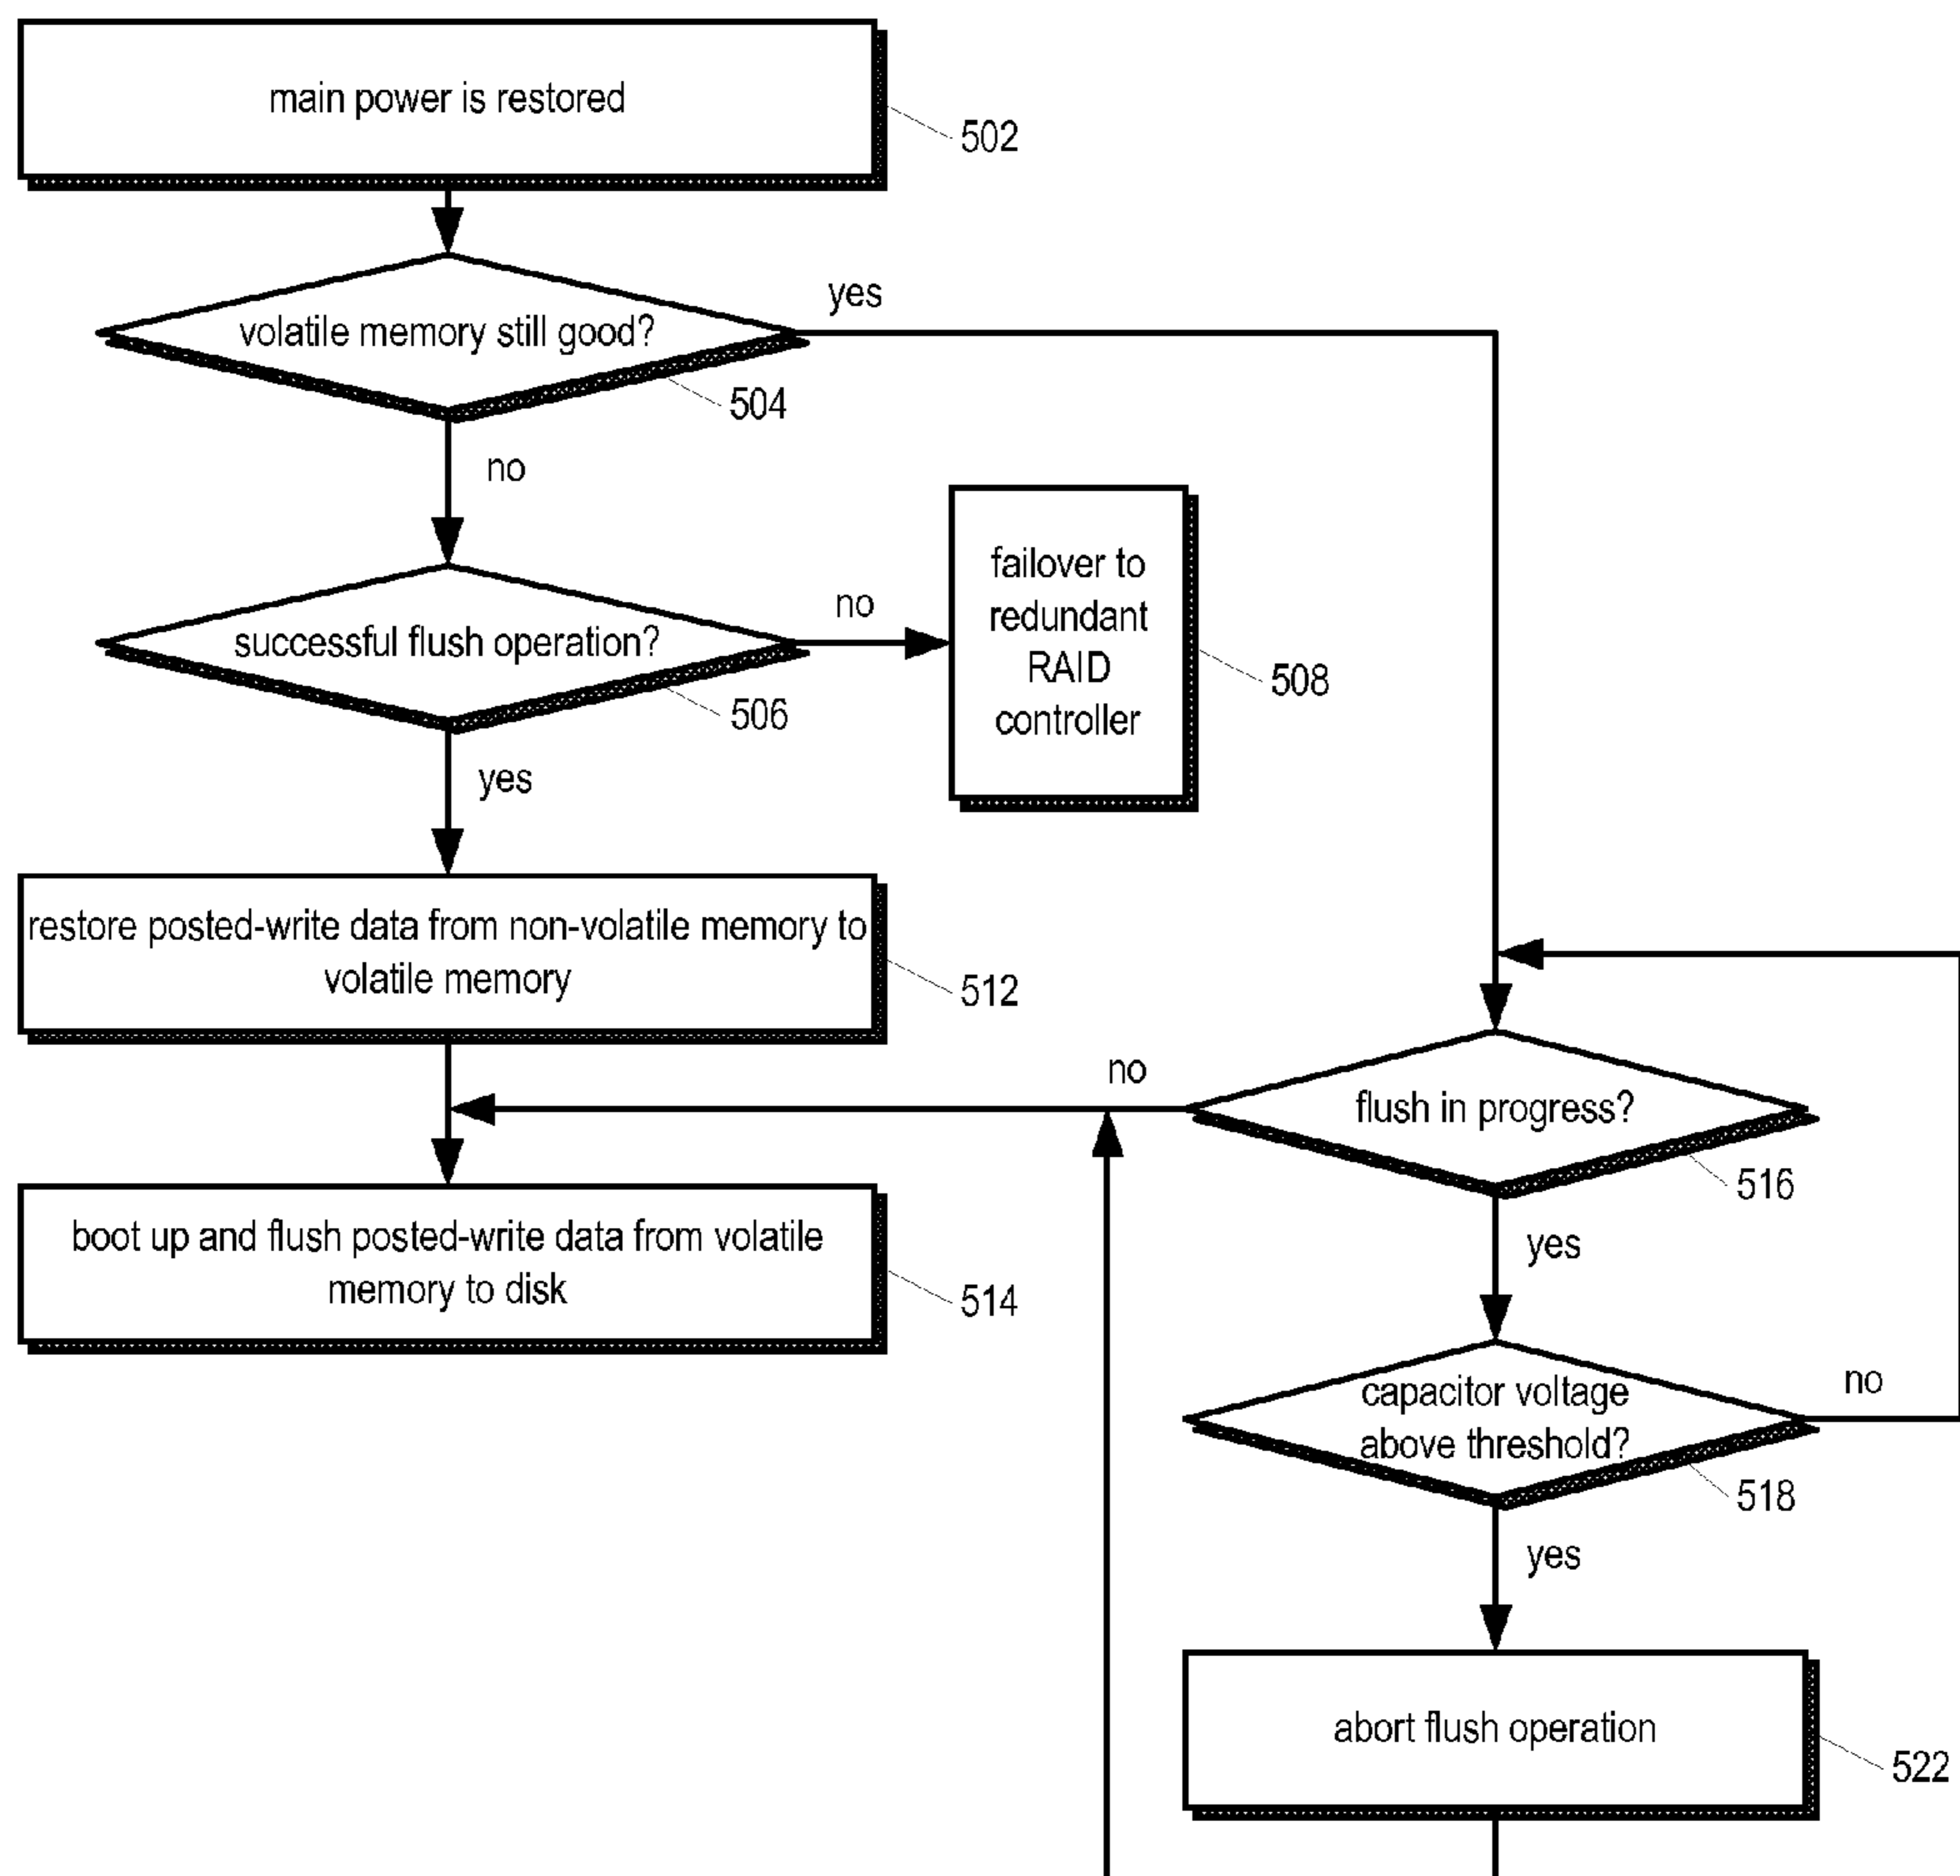 main power is restored
502
volatile memory still good?
yes
504
no
successful flush operation?
no
506
yes
failover to
redundant
RAID
controller
508
restore posted-write data from non-volatile memory to
volatile memory
512
boot up and flush posted-write data from volatile
memory to disk
514
no
flush in progress?
516
yes
capacitor voltage
above threshold?
no
518
yes
abort flush operation
522